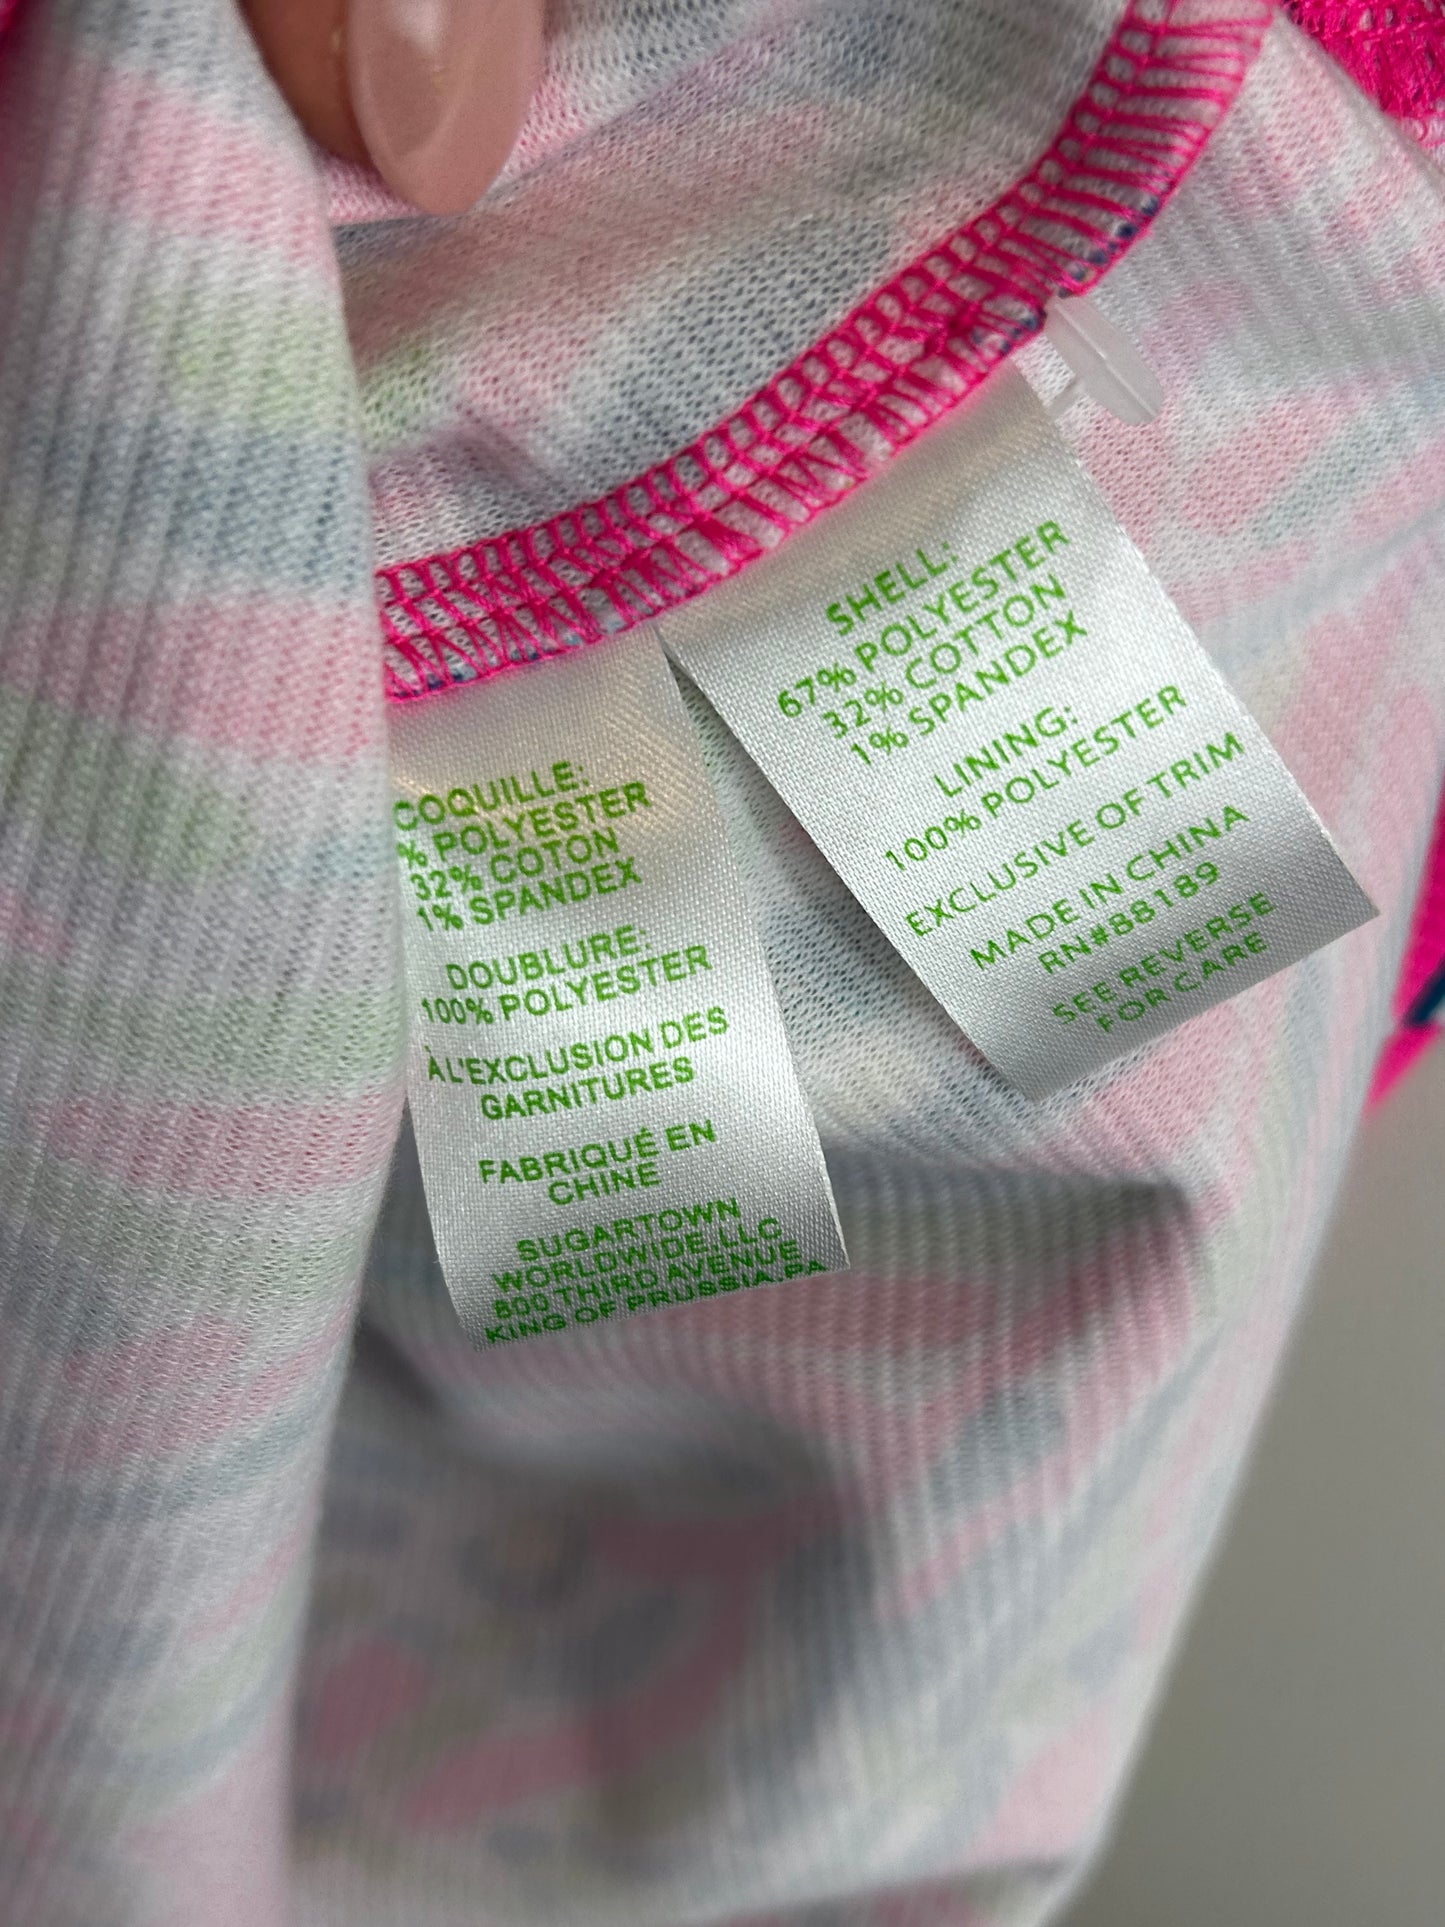 COQUILLE:
% POLYESTER
32% COTON
1% SPANDEX
DOUBLURE:
100% POLYESTER
À L'EXCLUSION DES
GARNITURES
FABRIQUÉ EN
CHINE
SUGARTOWN
WORLDWIDE, LLC
800 THIRD AVENUE
KING OF PRUSSIA, PA
SHELL:
67% POLYESTER
32% COTTON
1% SPANDEX
LINING:
100% POLYESTER
EXCLUSIVE OF TRIM
MADE IN CHINA
RN#88189
SEE REVERSE
FOR CARE